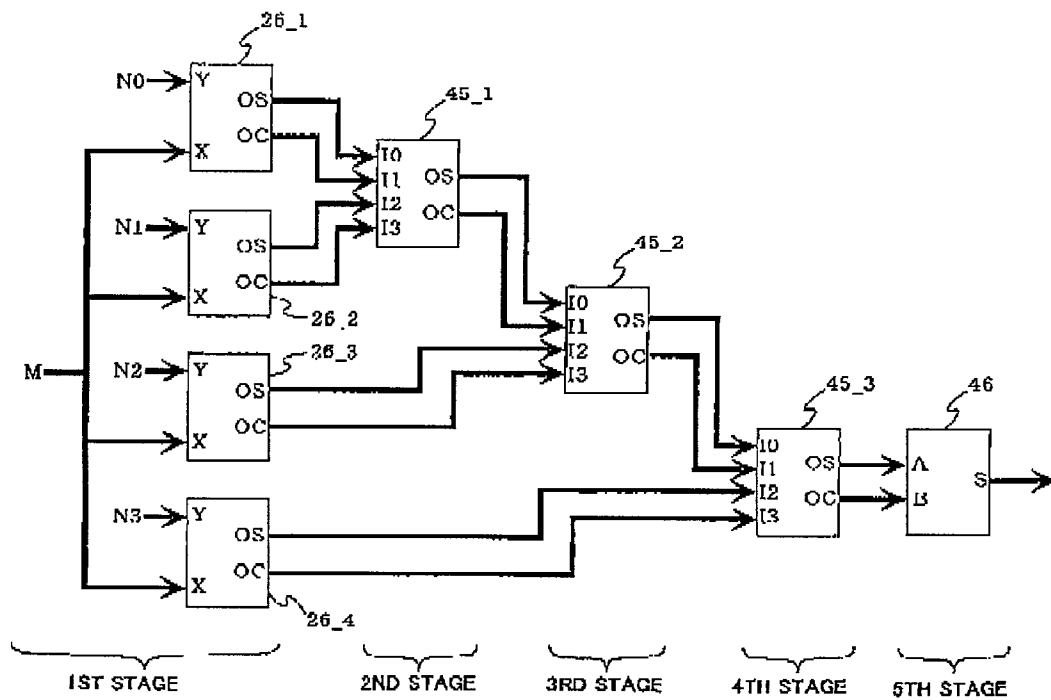 26_1
N0
Y
OS
OC
X
45_1
I0
I1
I2
I3
OS
OC
N1
Y
OS
OC
X
26_2
45_2
I0
I1
I2
I3
OS
OC
26_3
M
N2
Y
OS
OC
X
45_3
I0
I1
I2
I3
OS
OC
46
A
B
S
N3
Y
OS
OC
X
26_4
1ST STAGE
2ND STAGE
3RD STAGE
4TH STAGE
5TH STAGE